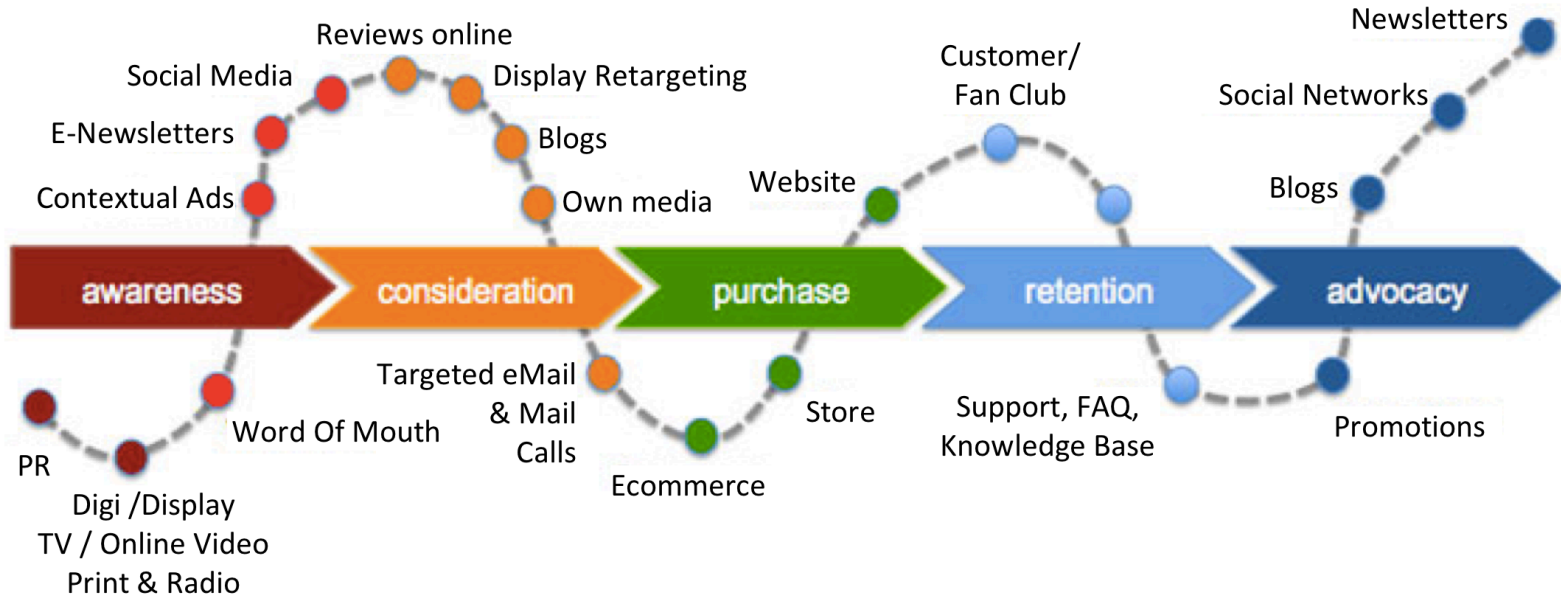 Newsletters
Reviews online
Customer/
Fan Club
Social Media
Display Retargeting
Social Networks
E-Newsletters
Blogs
Website
Blogs
Contextual Ads
Own media
awareness
consideration
purchase
retention
advocacy
Targeted eMail
& Mail
Calls
Store
Support, FAQ,
Knowledge Base
Promotions
Word Of Mouth
PR
Ecommerce
Digi /Display
TV / Online Video
Print & Radio